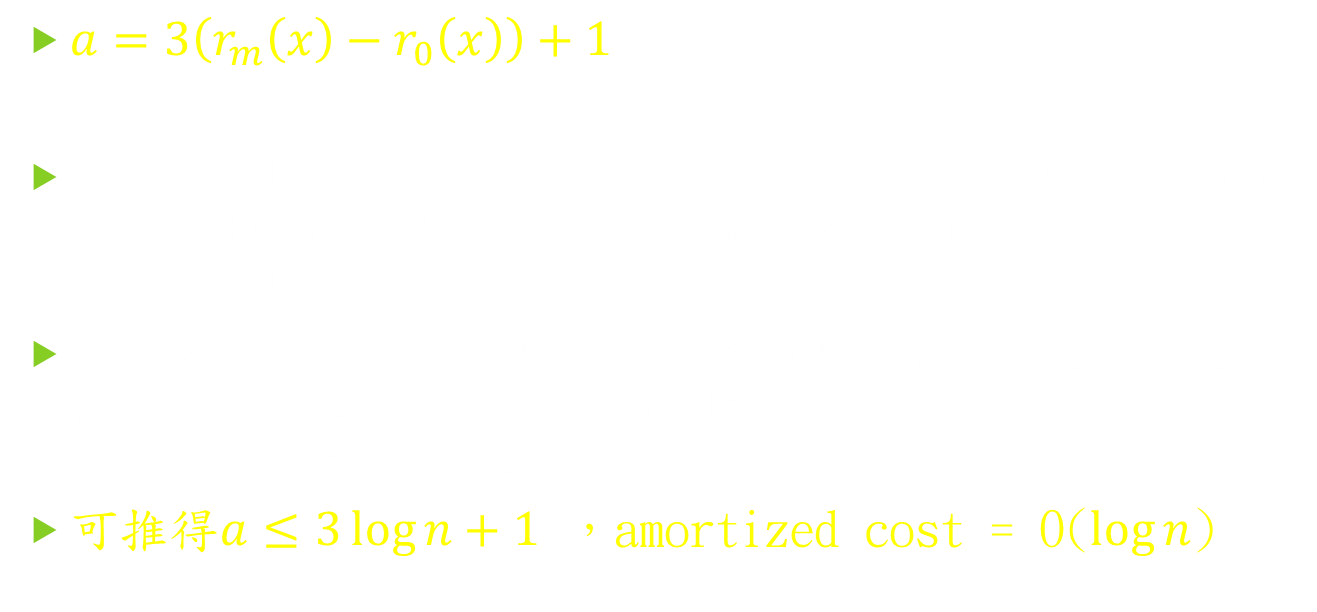 a = 3(r_m(x) − r_0(x)) + 1
可推得a ≤ 3 log n + 1 ，amortized cost = O(log n)